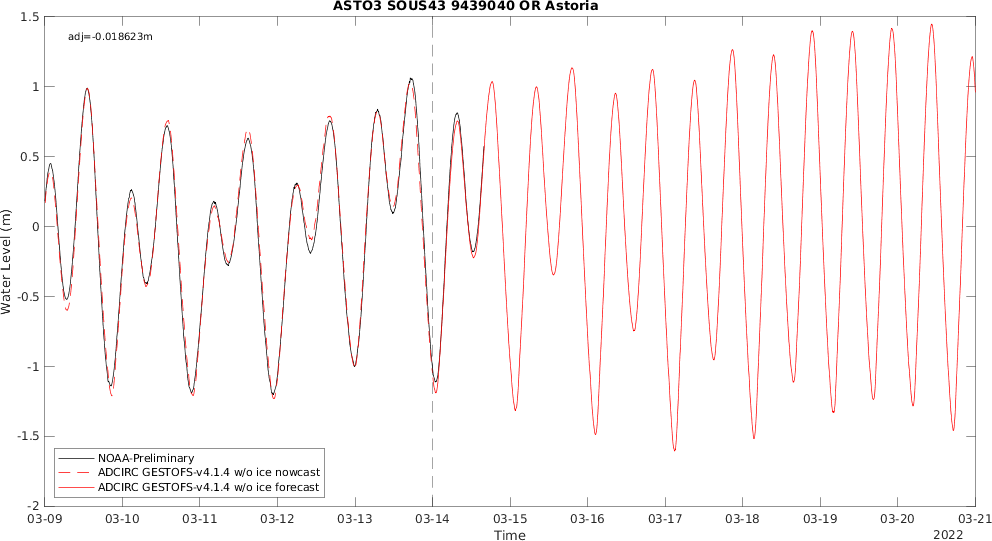 ASTO3 SOUS43 9439040 OR Astoria
adj=-0.018623m
1.5
1
0.5
0
-0.5
-1
-1.5
-2
Water Level (m)
NOAA-Preliminary
ADCIRC GESTOFS-v4.1.4 w/o ice nowcast
ADCIRC GESTOFS-v4.1.4 w/o ice forecast
03-09 03-10 03-11 03-12 03-13 03-14 03-15 03-16 03-17 03-18 03-19 03-20 03-21
Time
2022